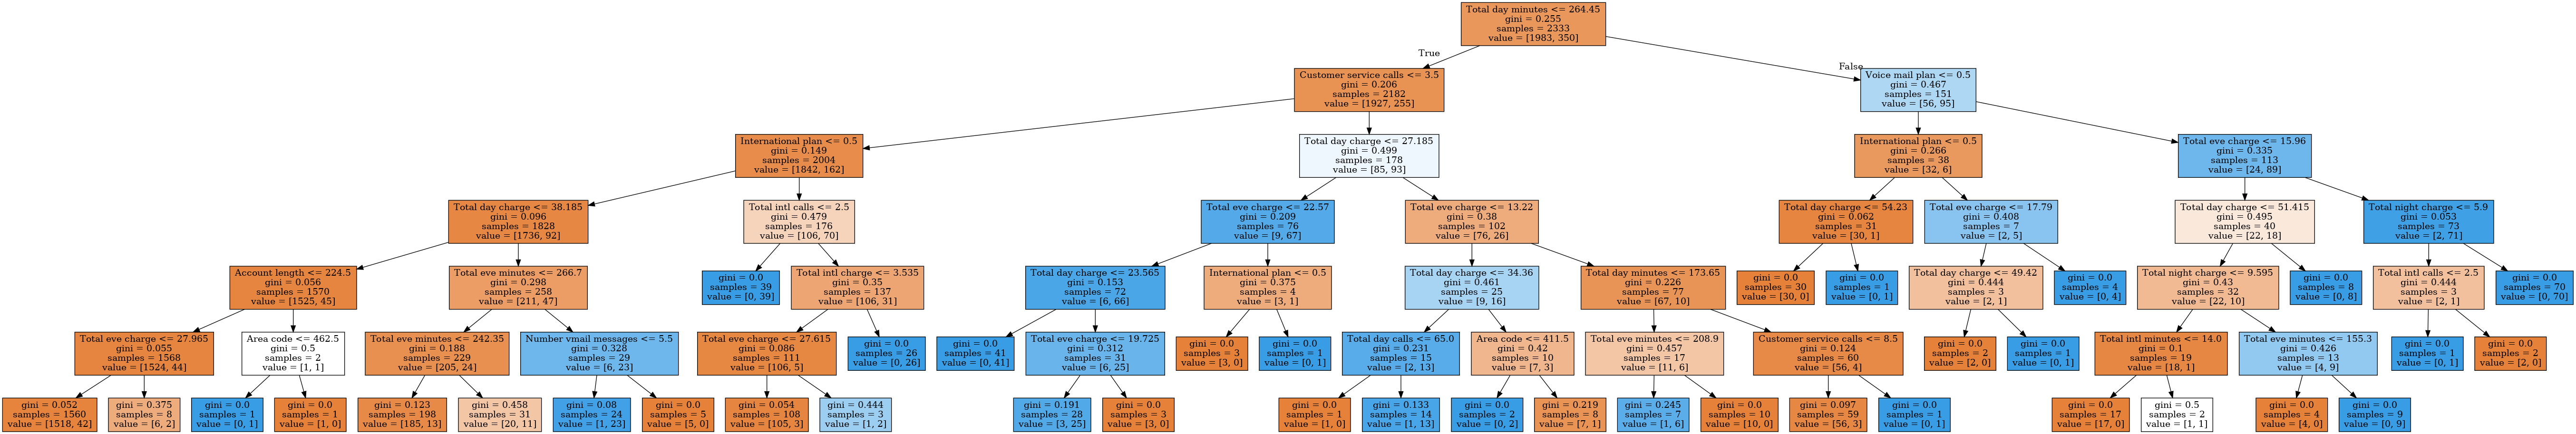 Total day minutes <= 264.45
gini = 0.255
samples = 2333
value = [1983, 350]
True
False
Customer service calls <= 3.5
gini = 0.206
samples = 2182
value = [1927, 255]
Voice mail plan <= 0.5
gini = 0.467
samples = 151
value = [56, 95]
International plan <= 0.5
gini = 0.149
samples = 2004
value = [1842, 162]
Total day charge <= 27.185
gini = 0.499
samples = 178
value = [85, 93]
International plan <= 0.5
gini = 0.266
samples = 38
value = [32, 6]
Total eve charge <= 15.96
gini = 0.335
samples = 113
value = [24, 89]
Total day charge <= 38.185
gini = 0.096
samples = 1828
value = [1736, 92]
Total intl calls <= 2.5
gini = 0.479
samples = 176
value = [106, 70]
Total eve charge <= 22.57
gini = 0.209
samples = 76
value = [9, 67]
Total eve charge <= 13.22
gini = 0.38
samples = 102
value = [76, 26]
Total day charge <= 54.23
gini = 0.062
samples = 31
value = [30, 1]
Total eve charge <= 17.79
gini = 0.408
samples = 7
value = [2, 5]
Total day charge <= 51.415
gini = 0.495
samples = 40
value = [22, 18]
Total night charge <= 5.9
gini = 0.053
samples = 73
value = [2, 71]
Account length <= 224.5
gini = 0.056
samples = 1570
value = [1525, 45]
Total eve minutes <= 266.7
gini = 0.298
samples = 258
value = [211, 47]
gini = 0.0
samples = 39
value = [0, 39]
Total intl charge <= 3.535
gini = 0.35
samples = 137
value = [106, 31]
Total day charge <= 23.565
gini = 0.153
samples = 72
value = [6, 66]
International plan <= 0.5
gini = 0.375
samples = 4
value = [3, 1]
Total day charge <= 34.36
gini = 0.461
samples = 25
value = [9, 16]
Total day minutes <= 173.65
gini = 0.226
samples = 77
value = [67, 10]
gini = 0.0
samples = 30
value = [30, 0]
gini = 0.0
samples = 1
value = [0, 1]
Total day charge <= 49.42
gini = 0.444
samples = 3
value = [2, 1]
gini = 0.0
samples = 4
value = [0, 4]
Total night charge <= 9.595
gini = 0.43
samples = 32
value = [22, 10]
gini = 0.0
samples = 8
value = [0, 8]
Total intl calls <= 2.5
gini = 0.444
samples = 3
value = [2, 1]
gini = 0.0
samples = 70
value = [0, 70]
Total eve charge <= 27.965
gini = 0.055
samples = 1568
value = [1524, 44]
Area code <= 462.5
gini = 0.5
samples = 2
value = [1, 1]
Total eve minutes <= 242.35
gini = 0.188
samples = 229
value = [205, 24]
Number vmail messages <= 5.5
gini = 0.328
samples = 29
value = [6, 23]
Total eve charge <= 27.615
gini = 0.086
samples = 111
value = [106, 5]
gini = 0.0
samples = 26
value = [0, 26]
gini = 0.0
samples = 41
value = [0, 41]
Total eve charge <= 19.725
gini = 0.312
samples = 31
value = [6, 25]
gini = 0.0
samples = 3
value = [3, 0]
gini = 0.0
samples = 1
value = [0, 1]
Total day calls <= 65.0
gini = 0.231
samples = 15
value = [2, 13]
Area code <= 411.5
gini = 0.42
samples = 10
value = [7, 3]
Total eve minutes <= 208.9
gini = 0.457
samples = 17
value = [11, 6]
Customer service calls <= 8.5
gini = 0.124
samples = 60
value = [56, 4]
gini = 0.0
samples = 2
value = [2, 0]
gini = 0.0
samples = 1
value = [0, 1]
Total intl minutes <= 14.0
gini = 0.1
samples = 19
value = [18, 1]
Total eve minutes <= 155.3
gini = 0.426
samples = 13
value = [4, 9]
gini = 0.0
samples = 1
value = [0, 1]
gini = 0.0
samples = 2
value = [2, 0]
gini = 0.052
samples = 1560
value = [1518, 42]
gini = 0.375
samples = 8
value = [6, 2]
gini = 0.0
samples = 1
value = [0, 1]
gini = 0.0
samples = 1
value = [1, 0]
gini = 0.123
samples = 198
value = [185, 13]
gini = 0.458
samples = 31
value = [20, 11]
gini = 0.08
samples = 24
value = [1, 23]
gini = 0.0
samples = 5
value = [5, 0]
gini = 0.054
samples = 108
value = [105, 3]
gini = 0.444
samples = 3
value = [1, 2]
gini = 0.191
samples = 28
value = [3, 25]
gini = 0.0
samples = 3
value = [3, 0]
gini = 0.0
samples = 1
value = [1, 0]
gini = 0.133
samples = 14
value = [1, 13]
gini = 0.0
samples = 2
value = [0, 2]
gini = 0.219
samples = 8
value = [7, 1]
gini = 0.245
samples = 7
value = [1, 6]
gini = 0.0
samples = 10
value = [10, 0]
gini = 0.097
samples = 59
value = [56, 3]
gini = 0.0
samples = 1
value = [0, 1]
gini = 0.0
samples = 17
value = [17, 0]
gini = 0.5
samples = 2
value = [1, 1]
gini = 0.0
samples = 4
value = [4, 0]
gini = 0.0
samples = 9
value = [0, 9]